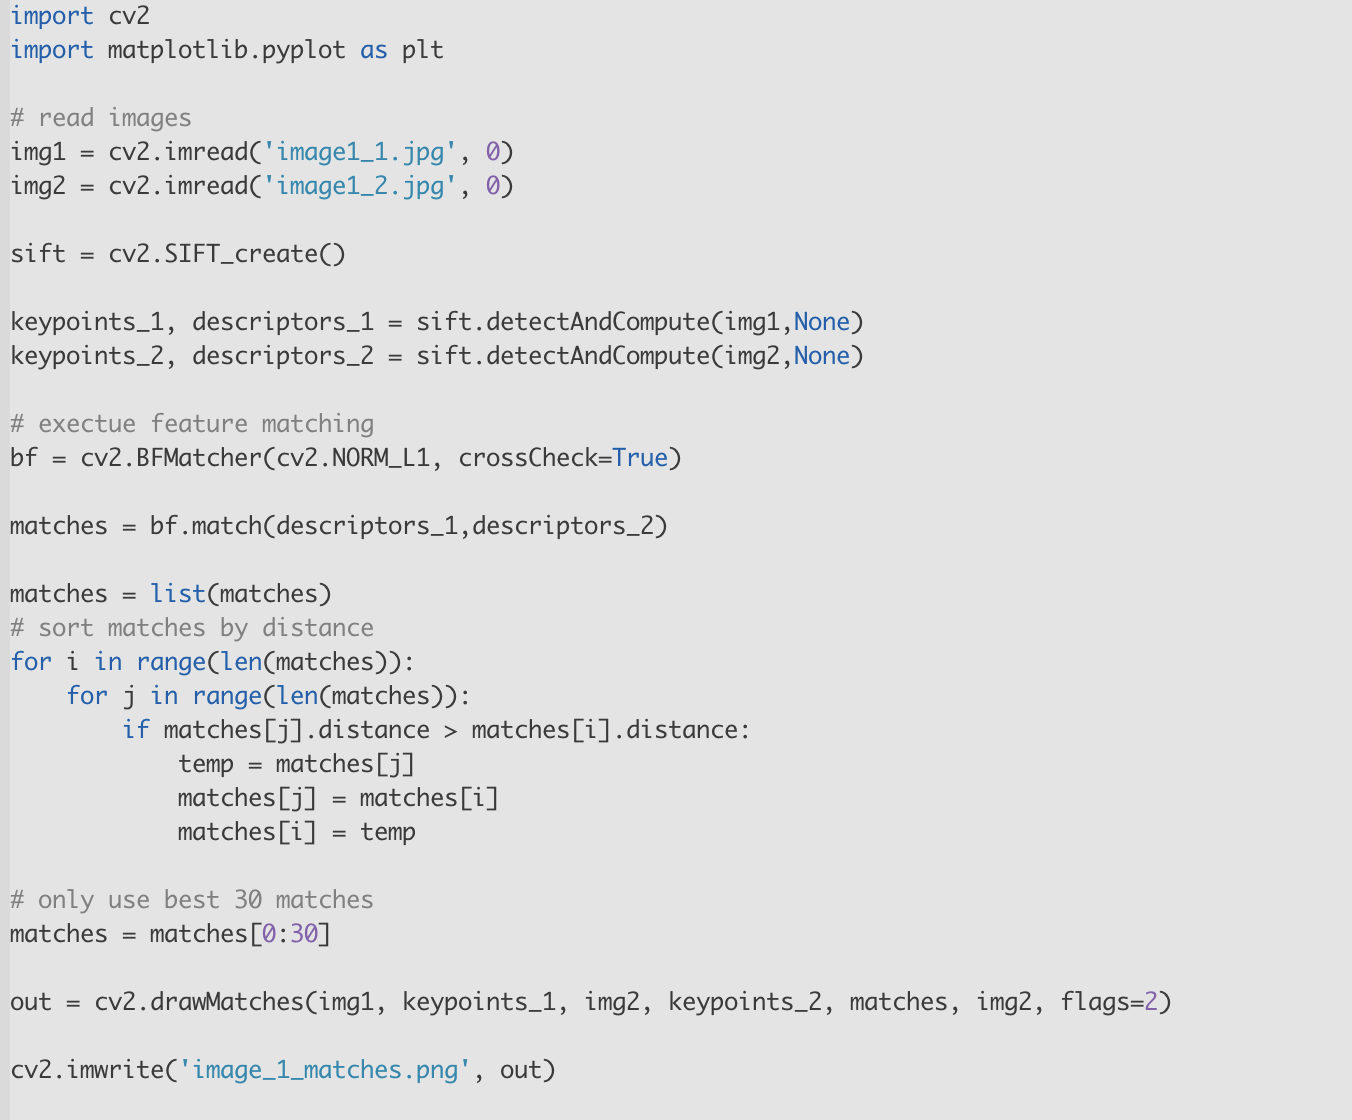 import cv2
import matplotlib.pyplot as plt
# read images
img1 = cv2.imread('image1_1.jpg', 0)
img2 = cv2.imread('image1_2.jpg', 0)
sift = cv2.SIFT_create()
keypoints_1, descriptors_1 = sift.detectAndCompute(img1,None)
keypoints_2, descriptors_2 = sift.detectAndCompute(img2,None)
# exectue feature matching
bf = cv2.BFMatcher(cv2.NORM_L1, crossCheck=True)
matches = bf.match(descriptors_1,descriptors_2)
matches = list(matches)
# sort matches by distance
for i in range(len(matches)):
    for j in range(len(matches)):
        if matches[j].distance > matches[i].distance:
            temp = matches[j]
            matches[j] = matches[i]
            matches[i] = temp
# only use best 30 matches
matches = matches[0:30]
out = cv2.drawMatches(img1, keypoints_1, img2, keypoints_2, matches, img2, flags=2)
cv2.imwrite('image_1_matches.png', out)